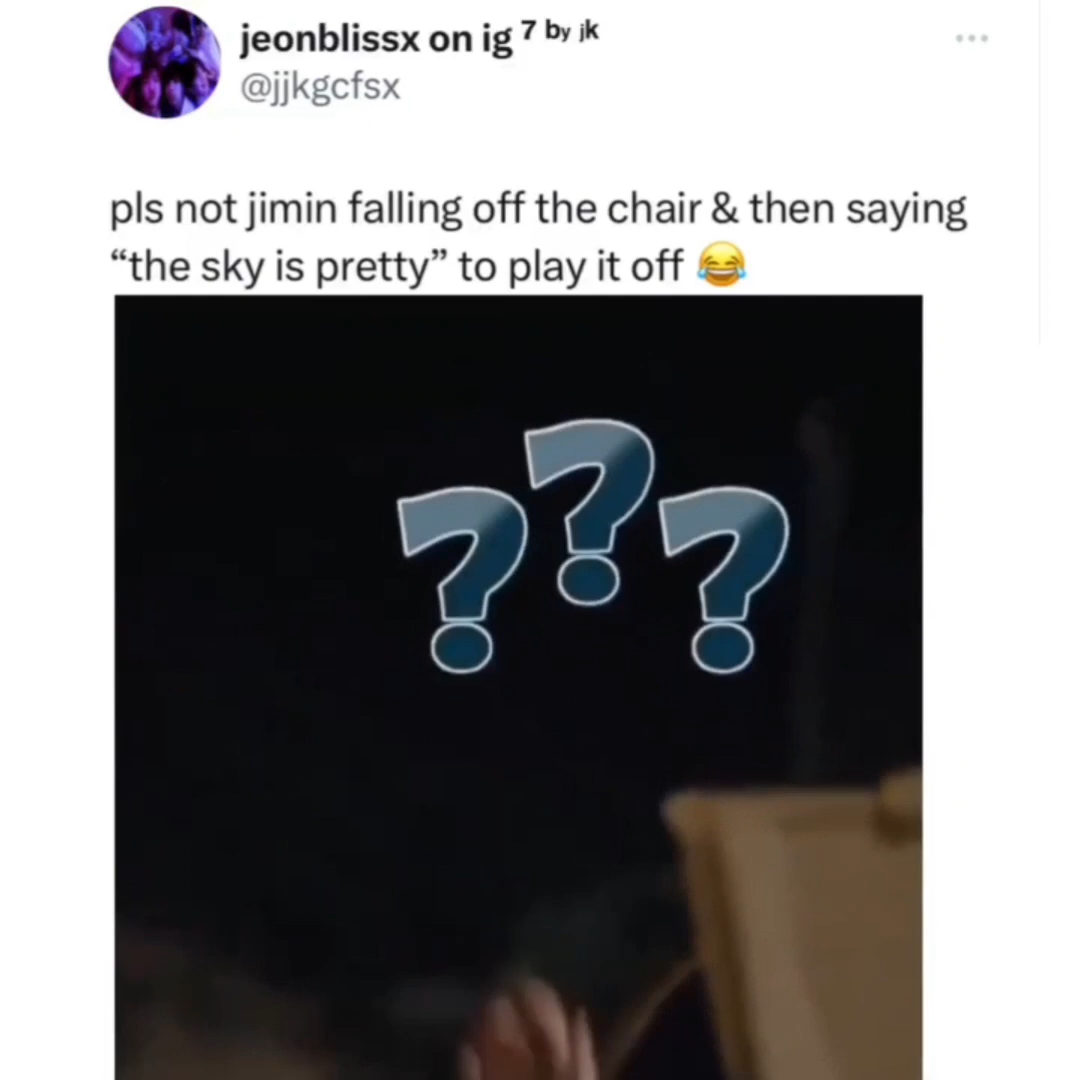 jeonblissx on ig ⁷ ᵇʸ ʲᵏ
@jjkgcfsx
pls not jimin falling off the chair & then saying
“the sky is pretty” to play it off 😂
???